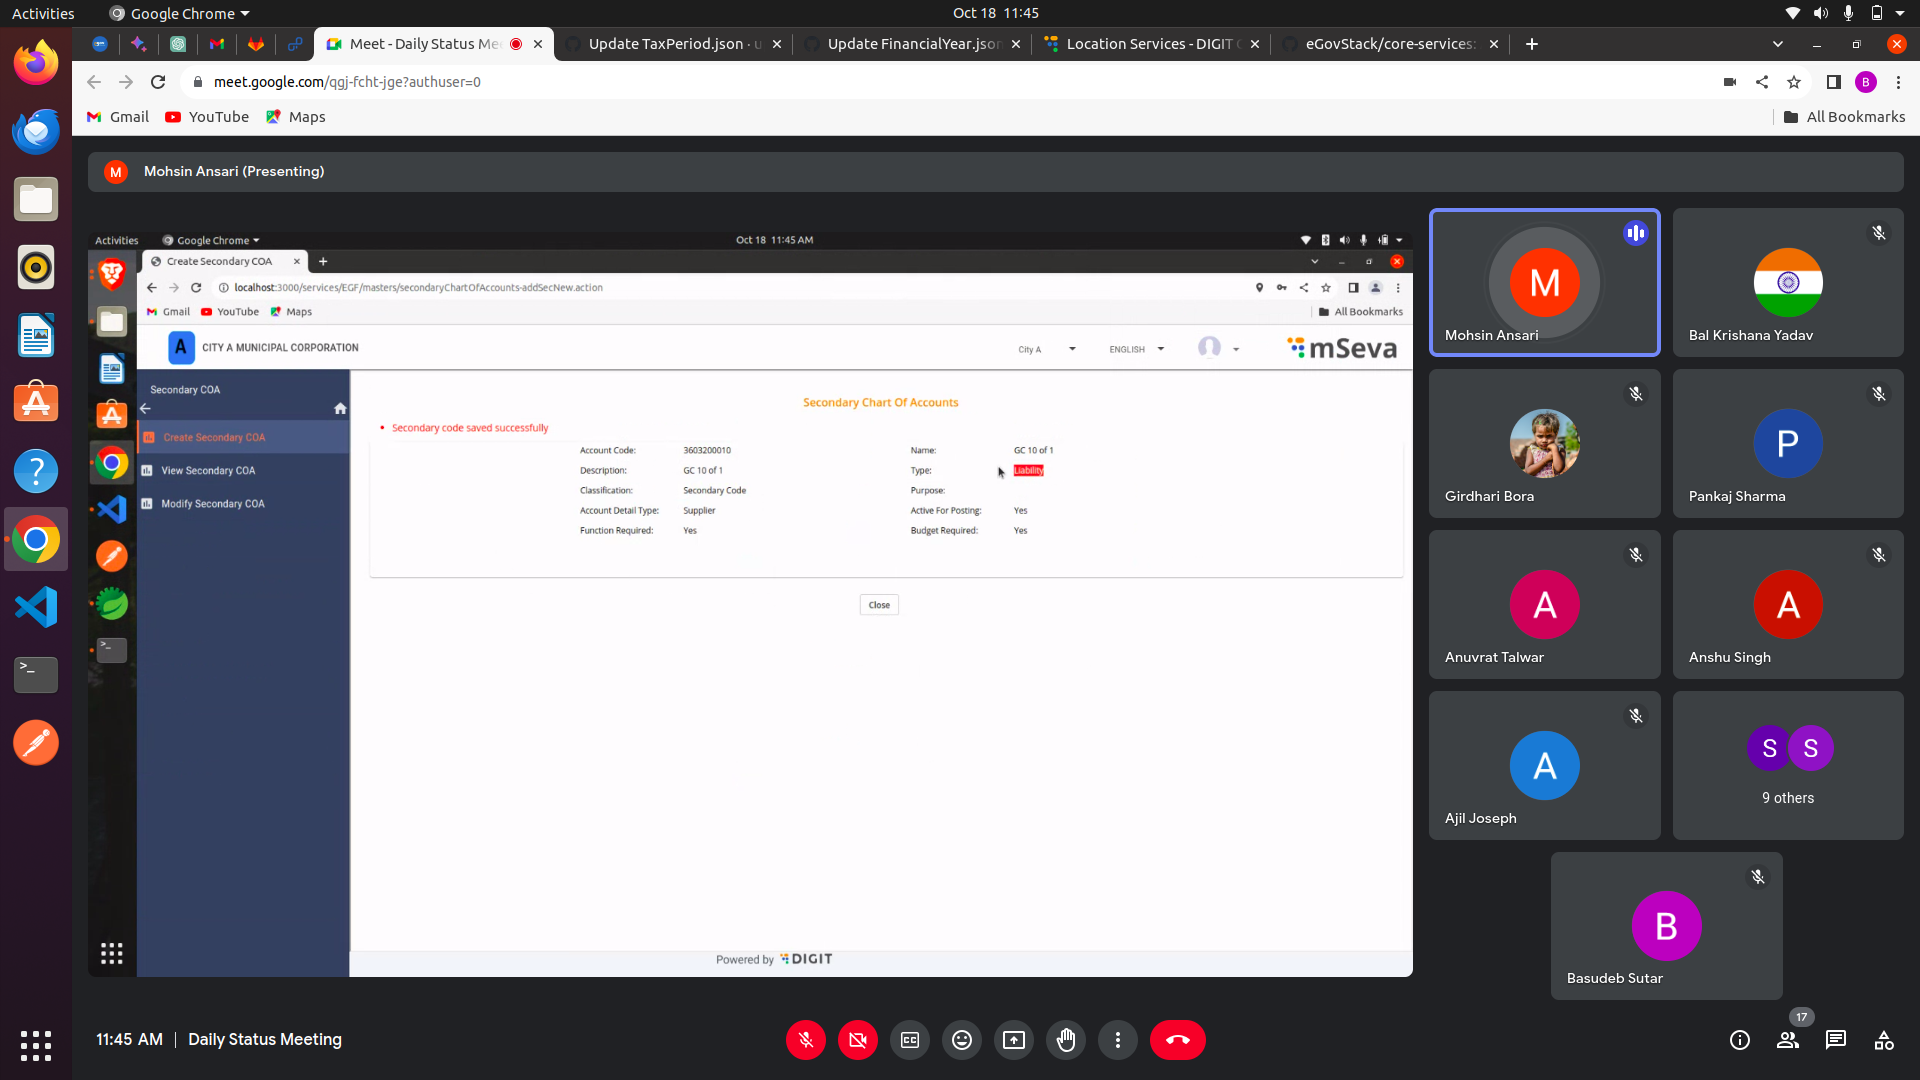 Activities
Google Chrome
Oct 18 11:45
Meet - Daily Status Me
Update TaxPeriod.json · u
Update FinancialYear.json
Location Services - DIGIT
eGovStack/core-services:
meet.google.com/qgj-fcht-jge?authuser=0
B
Gmail
YouTube
Maps
All Bookmarks
M
Mohsin Ansari (Presenting)
Activities
Google Chrome
Oct 18 11:45 AM
Create Secondary COA
localhost:3000/services/EGF/masters/secondaryChartOfAccounts-addSecNew.action
Gmail
YouTube
Maps
All Bookmarks
A
CITY A MUNICIPAL CORPORATION
City A
ENGLISH
mSeva
Secondary COA
Create Secondary COA
View Secondary COA
Modify Secondary COA
Secondary Chart Of Accounts
Secondary code saved successfully
Account Code: 3603200010 Name: GC 10 of 1
Description: GC 10 of 1 Type: Liability
Classification: Secondary Code Purpose:
Account Detail Type: Supplier Active For Posting: Yes
Function Required: Yes Budget Required: Yes
Close
Powered by DIGIT
M
Mohsin Ansari
Bal Krishana Yadav
Girdhari Bora
P
Pankaj Sharma
A
Anuvrat Talwar
A
Anshu Singh
A
Ajil Joseph
S S
9 others
B
Basudeb Sutar
11:45 AM | Daily Status Meeting
CC
17